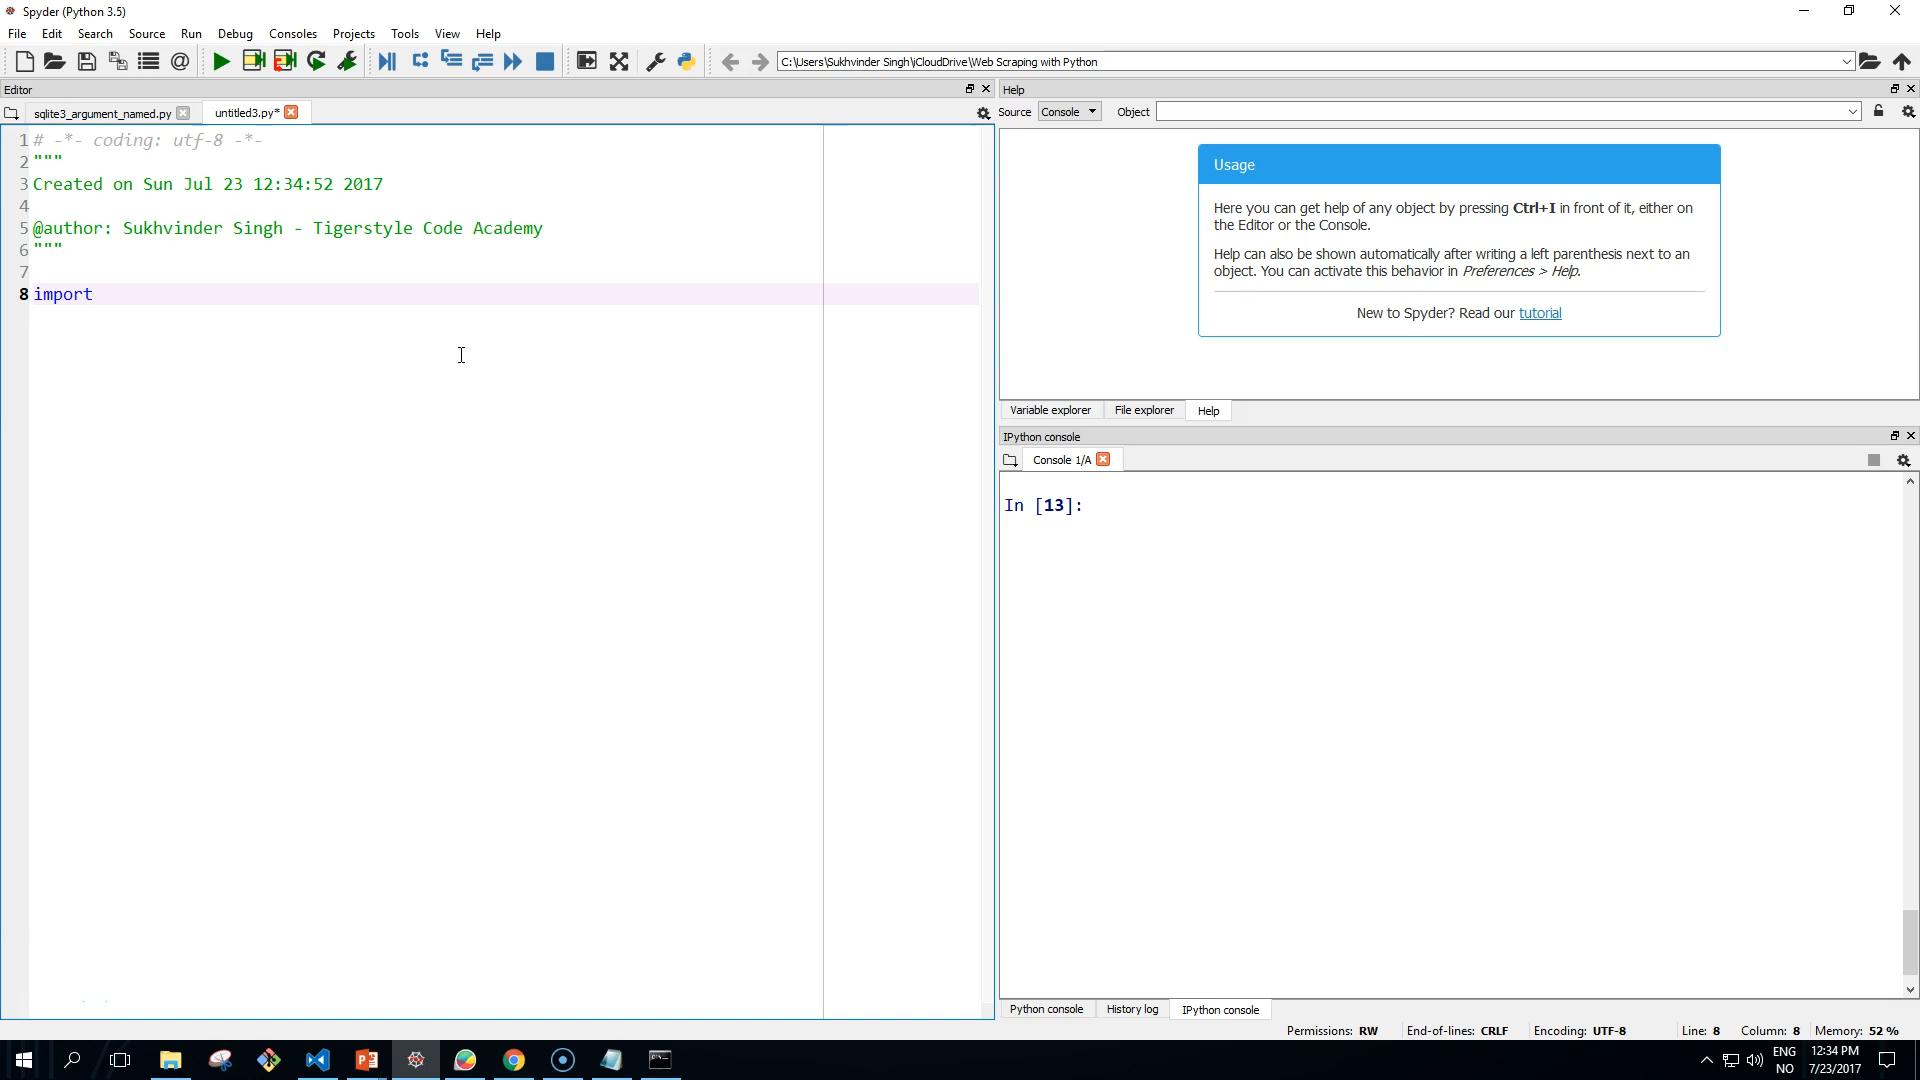 Spyder (Python 3.5)
File Edit Search Source Run Debug Consoles Projects Tools View Help
C:\Users\Sukhvinder Singh\iCloudDrive\Web Scraping with Python
Editor
sqlite3_argument_named.py untitled3.py*
1 # -*- coding: utf-8 -*-
2 """
3 Created on Sun Jul 23 12:34:52 2017
4
5 @author: Sukhvinder Singh - Tigerstyle Code Academy
6 """
7
8 import
Help
Source Console Object
Usage
Here you can get help of any object by pressing Ctrl+I in front of it, either on
the Editor or the Console.
Help can also be shown automatically after writing a left parenthesis next to an
object. You can activate this behavior in Preferences > Help.
New to Spyder? Read our tutorial
Variable explorer File explorer Help
IPython console
Console 1/A
In [13]:
Python console History log IPython console
Permissions: RW End-of-lines: CRLF Encoding: UTF-8 Line: 8 Column: 8 Memory: 52 %
ENG
NO
12:34 PM
7/23/2017